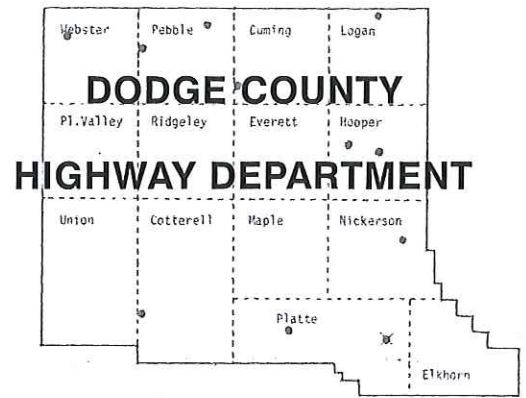 Webster Pebble Cuming Logan
DODGE COUNTY
Pl.Valley Ridgeley Everett Hooper
HIGHWAY DEPARTMENT
Union Cotterell Maple Nickerson
Platte
Elkhorn